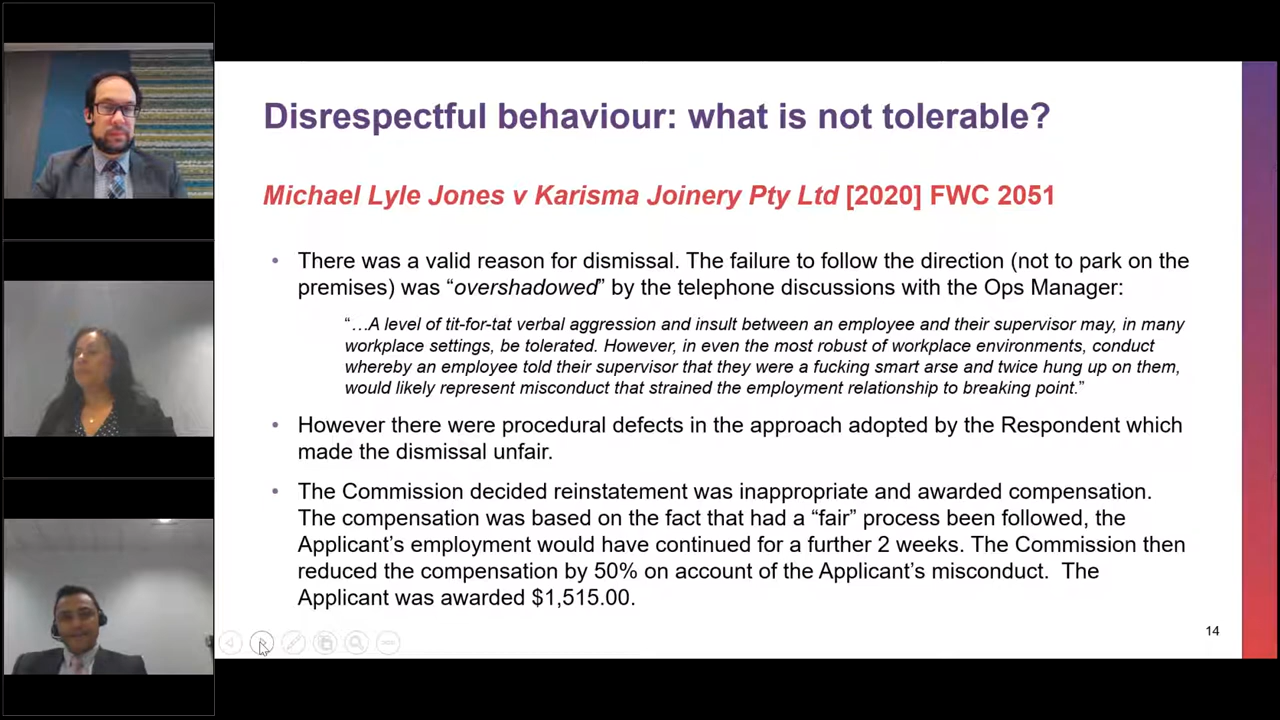 Disrespectful behaviour: what is not tolerable?
Michael Lyle Jones v Karisma Joinery Pty Ltd [2020] FWC 2051
• There was a valid reason for dismissal. The failure to follow the direction (not to park on the
premises) was “overshadowed” by the telephone discussions with the Ops Manager:
“…A level of tit-for-tat verbal aggression and insult between an employee and their supervisor may, in many
workplace settings, be tolerated. However, in even the most robust of workplace environments, conduct
whereby an employee told their supervisor that they were a fucking smart arse and twice hung up on them,
would likely represent misconduct that strained the employment relationship to breaking point.”
• However there were procedural defects in the approach adopted by the Respondent which
made the dismissal unfair.
• The Commission decided reinstatement was inappropriate and awarded compensation.
The compensation was based on the fact that had a “fair” process been followed, the
Applicant’s employment would have continued for a further 2 weeks. The Commission then
reduced the compensation by 50% on account of the Applicant’s misconduct.  The
Applicant was awarded $1,515.00.
14